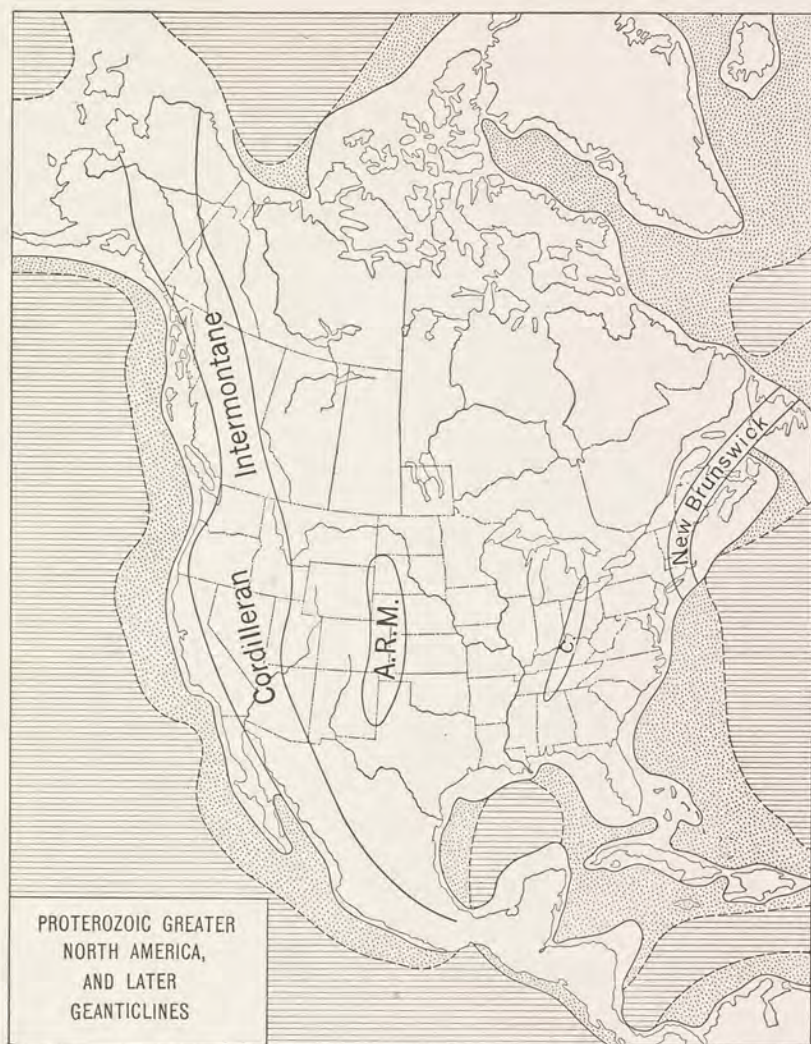 Intermontane
Cordilleran
A.R.M.
C.
New Brunswick
PROTEROZOIC GREATER
NORTH AMERICA,
AND LATER
GEANTICLINES